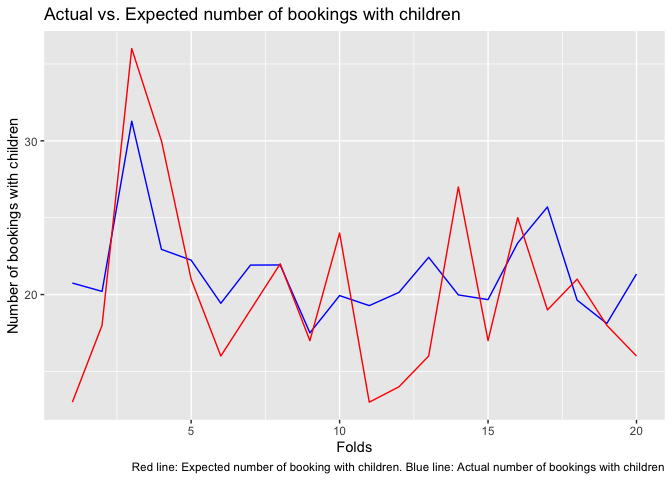 Actual vs. Expected number of bookings with children
Number of bookings with children
30
20
5
10
15
20
Folds
Red line: Expected number of booking with children. Blue line: Actual number of bookings with children